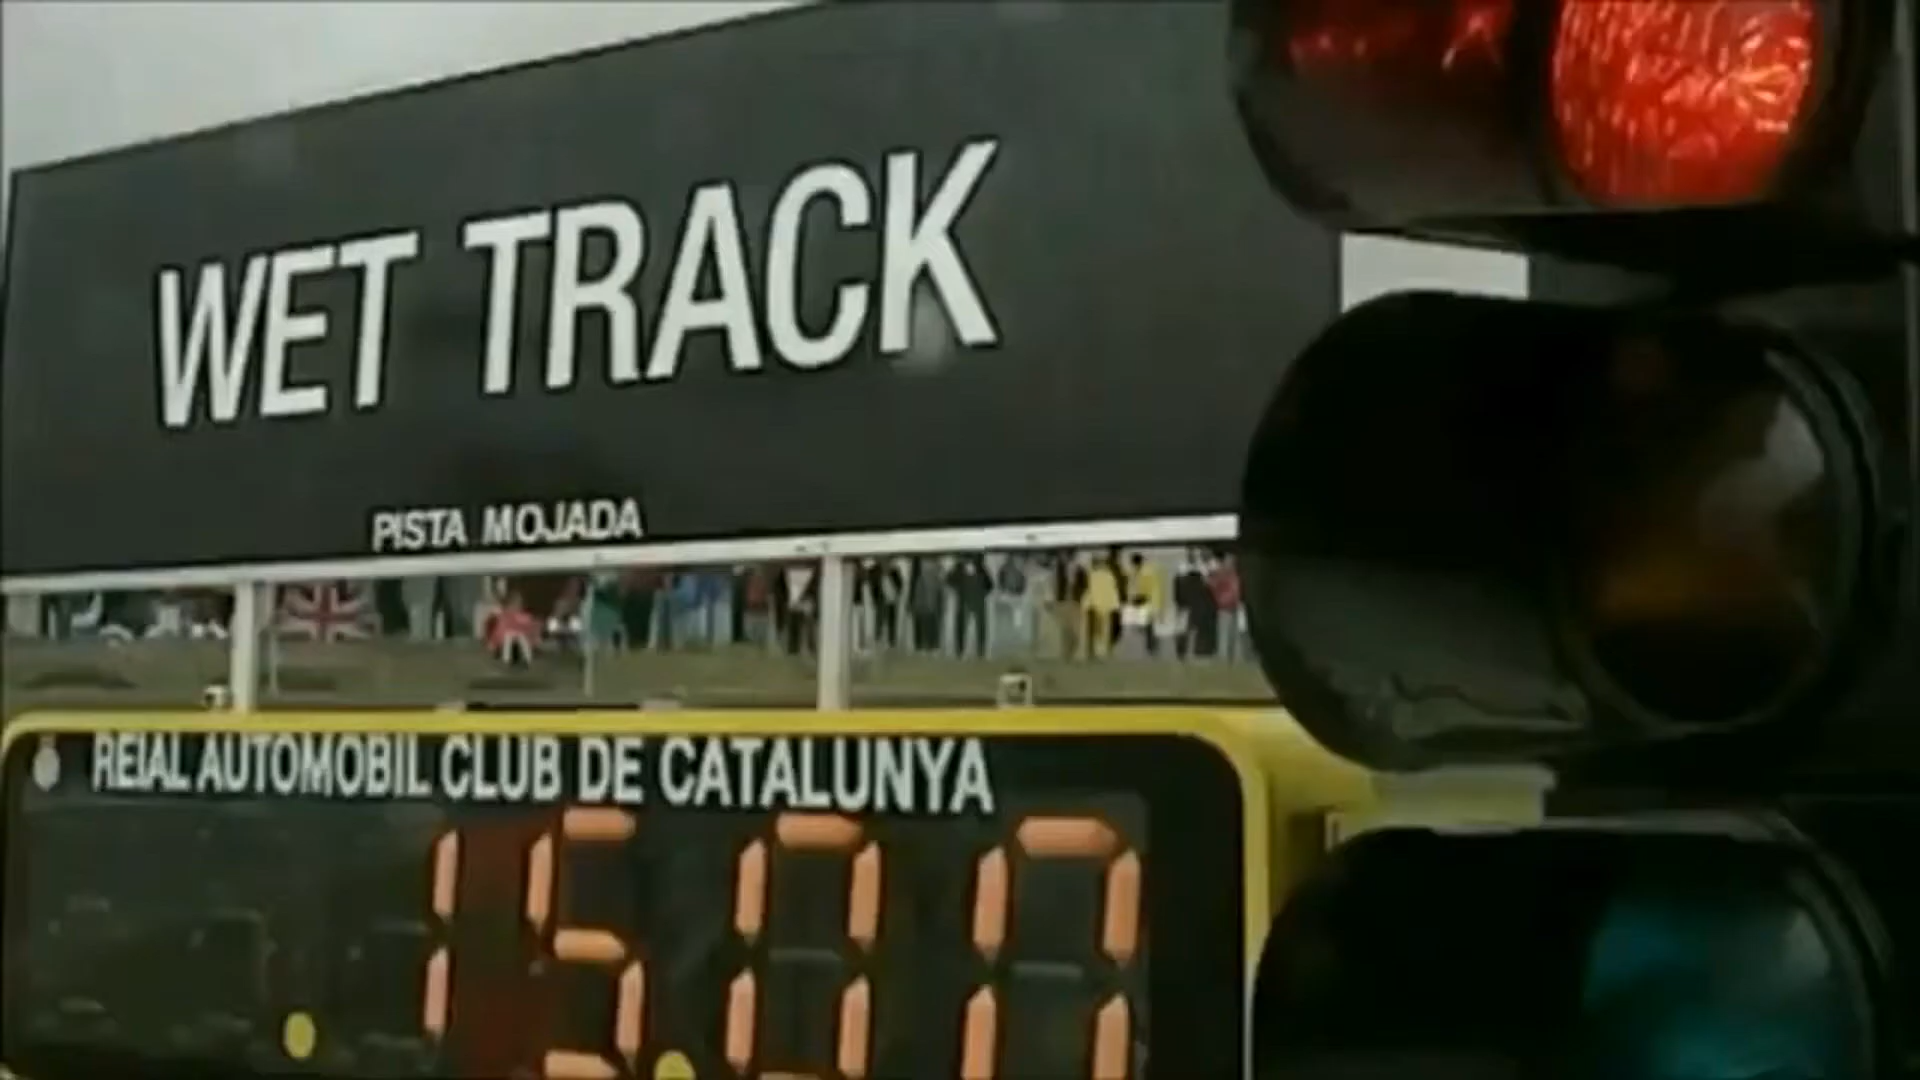 WET TRACK
PISTA MOJADA
REIAL AUTOMOBIL CLUB DE CATALUNYA
15.00